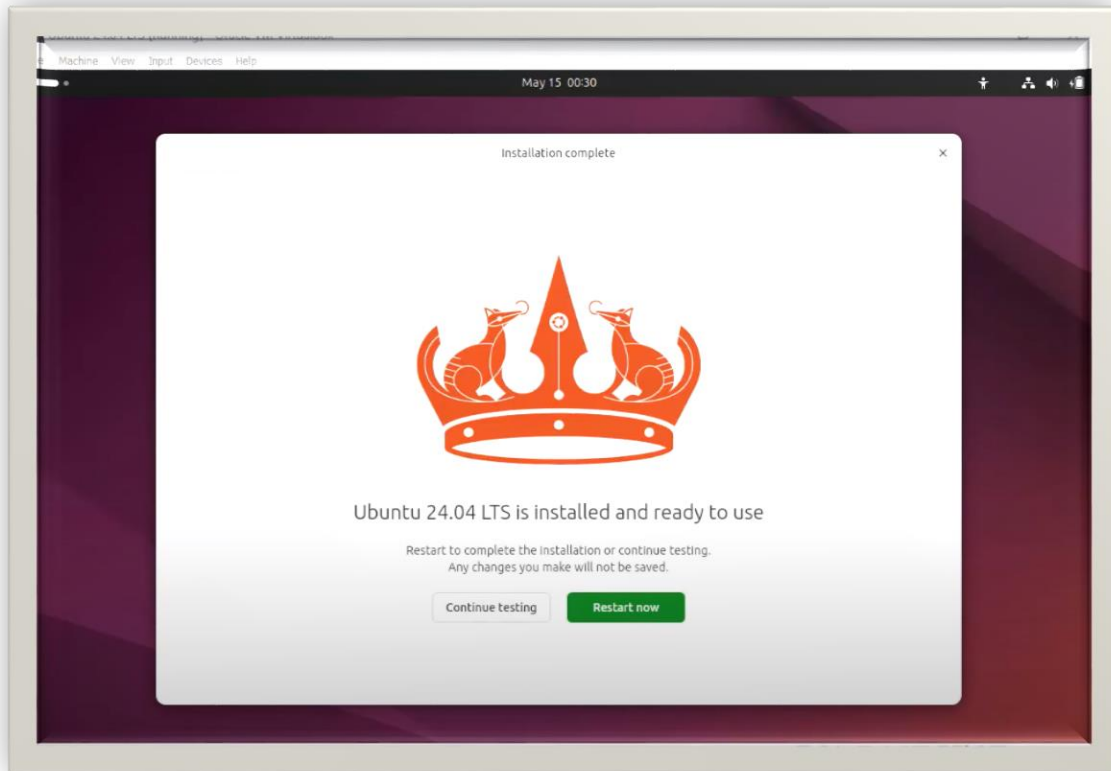 Machine View Input Devices Help
May 15 00:30
Installation complete
Ubuntu 24.04 LTS is installed and ready to use
Restart to complete the installation or continue testing.
Any changes you make will not be saved.
Continue testing
Restart now